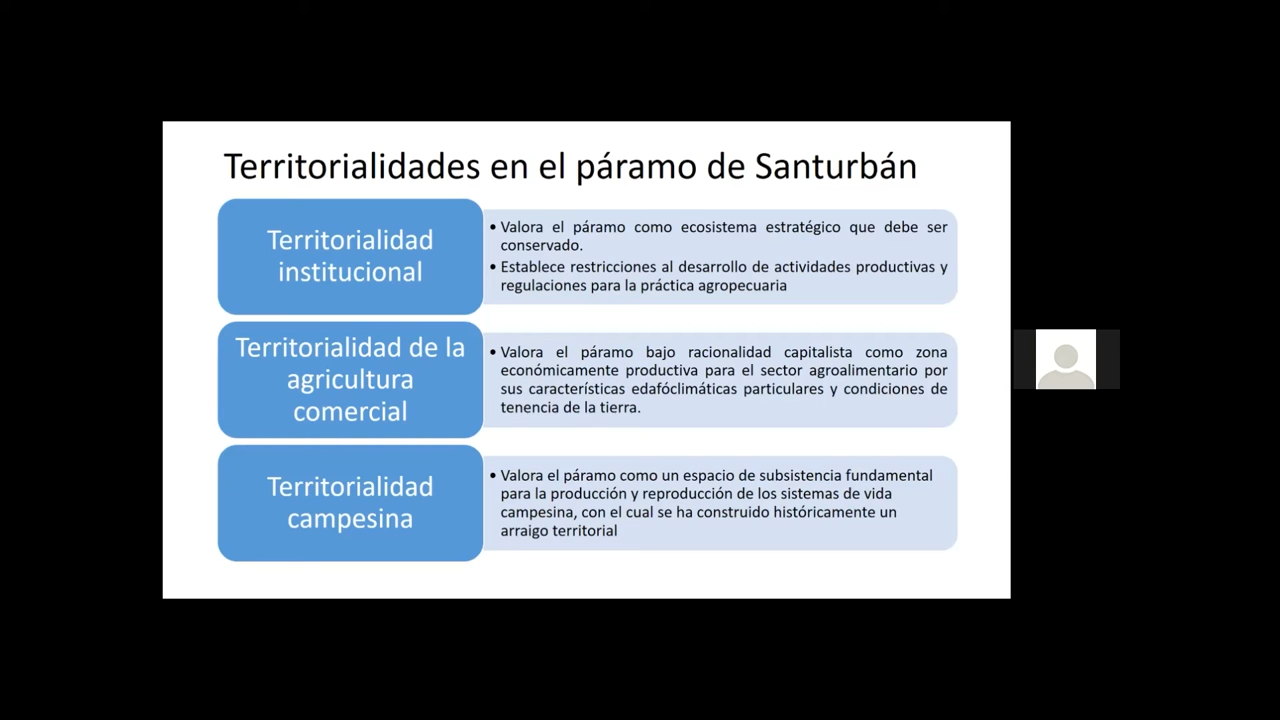 Territorialidades en el páramo de Santurbán
Territorialidad
institucional
• Valora el páramo como ecosistema estratégico que debe ser
conservado.
• Establece restricciones al desarrollo de actividades productivas y
regulaciones para la práctica agropecuaria
Territorialidad de la
agricultura
comercial
• Valora el páramo bajo racionalidad capitalista como zona
económicamente productiva para el sector agroalimentario por
sus características edafóclimáticas particulares y condiciones de
tenencia de la tierra.
Territorialidad
campesina
• Valora el páramo como un espacio de subsistencia fundamental
para la producción y reproducción de los sistemas de vida
campesina, con el cual se ha construido históricamente un
arraigo territorial